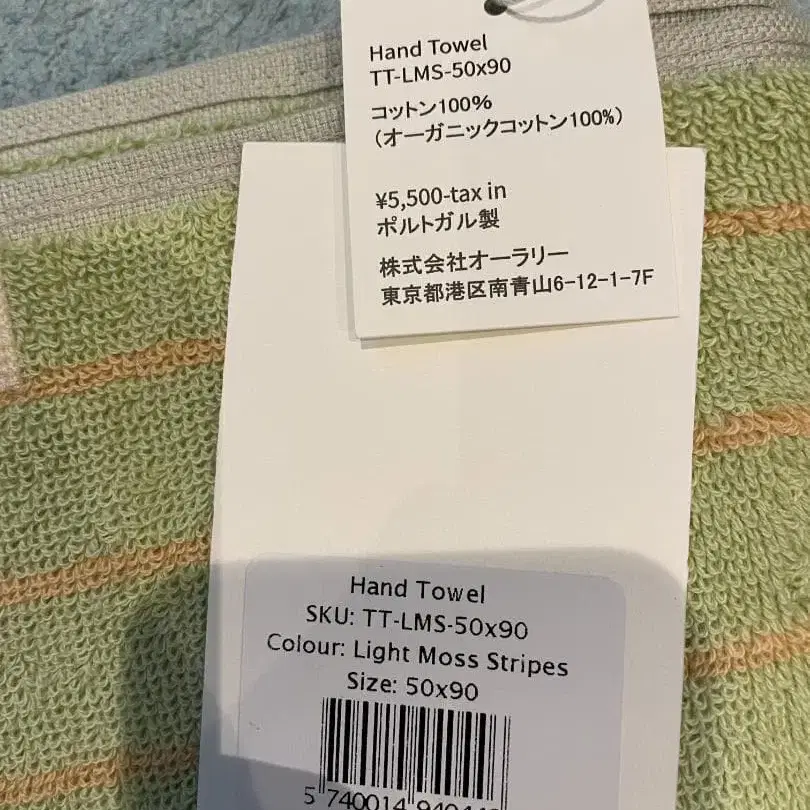 Hand Towel
TT-LMS-50x90
コットン100%
(オーガニックコットン100%)
¥5,500-tax in
ポルトガル製
株式会社オーラリー
東京都港区南青山6-12-1-7F
Hand Towel
SKU: TT-LMS-50x90
Colour: Light Moss Stripes
Size: 50x90
5 740014